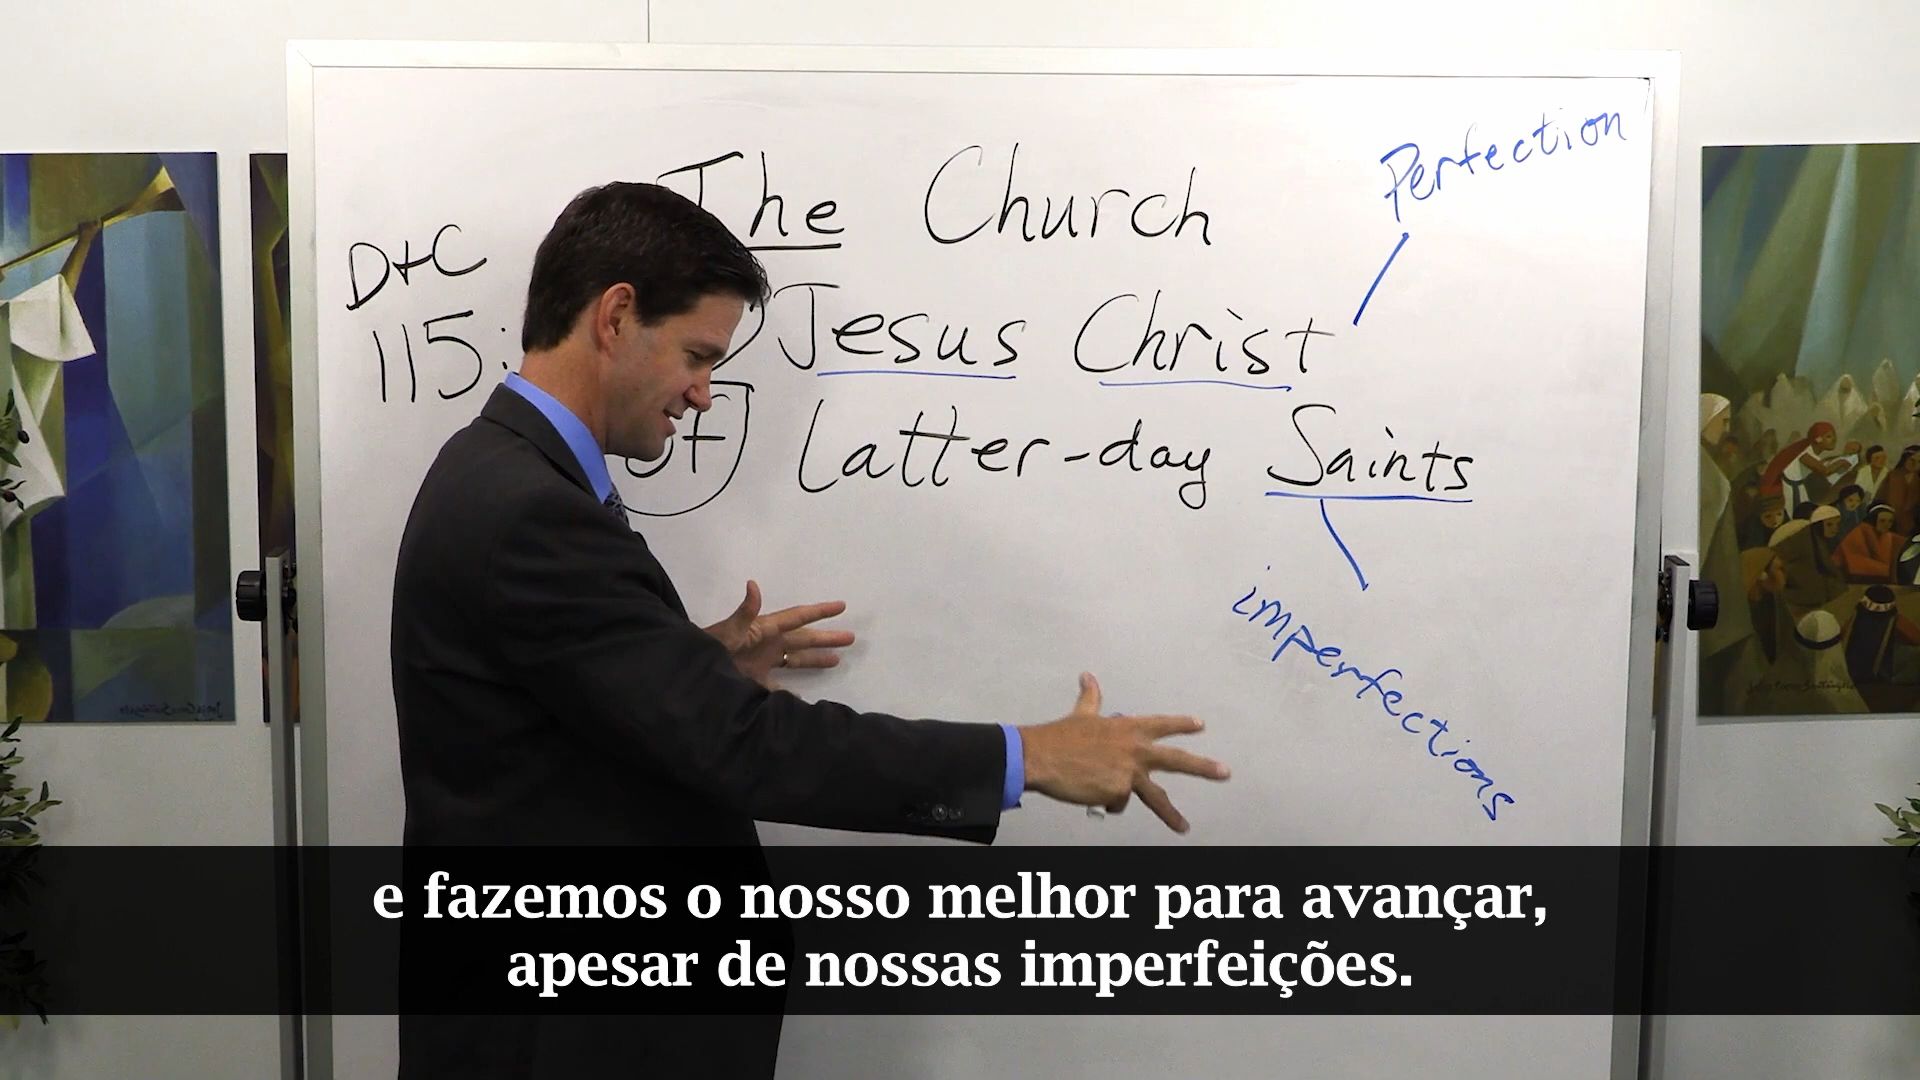 Perfection
The Church
D+C
115:
Jesus Christ
of Latter-day Saints
imperfections
e fazemos o nosso melhor para avançar,
apesar de nossas imperfeições.